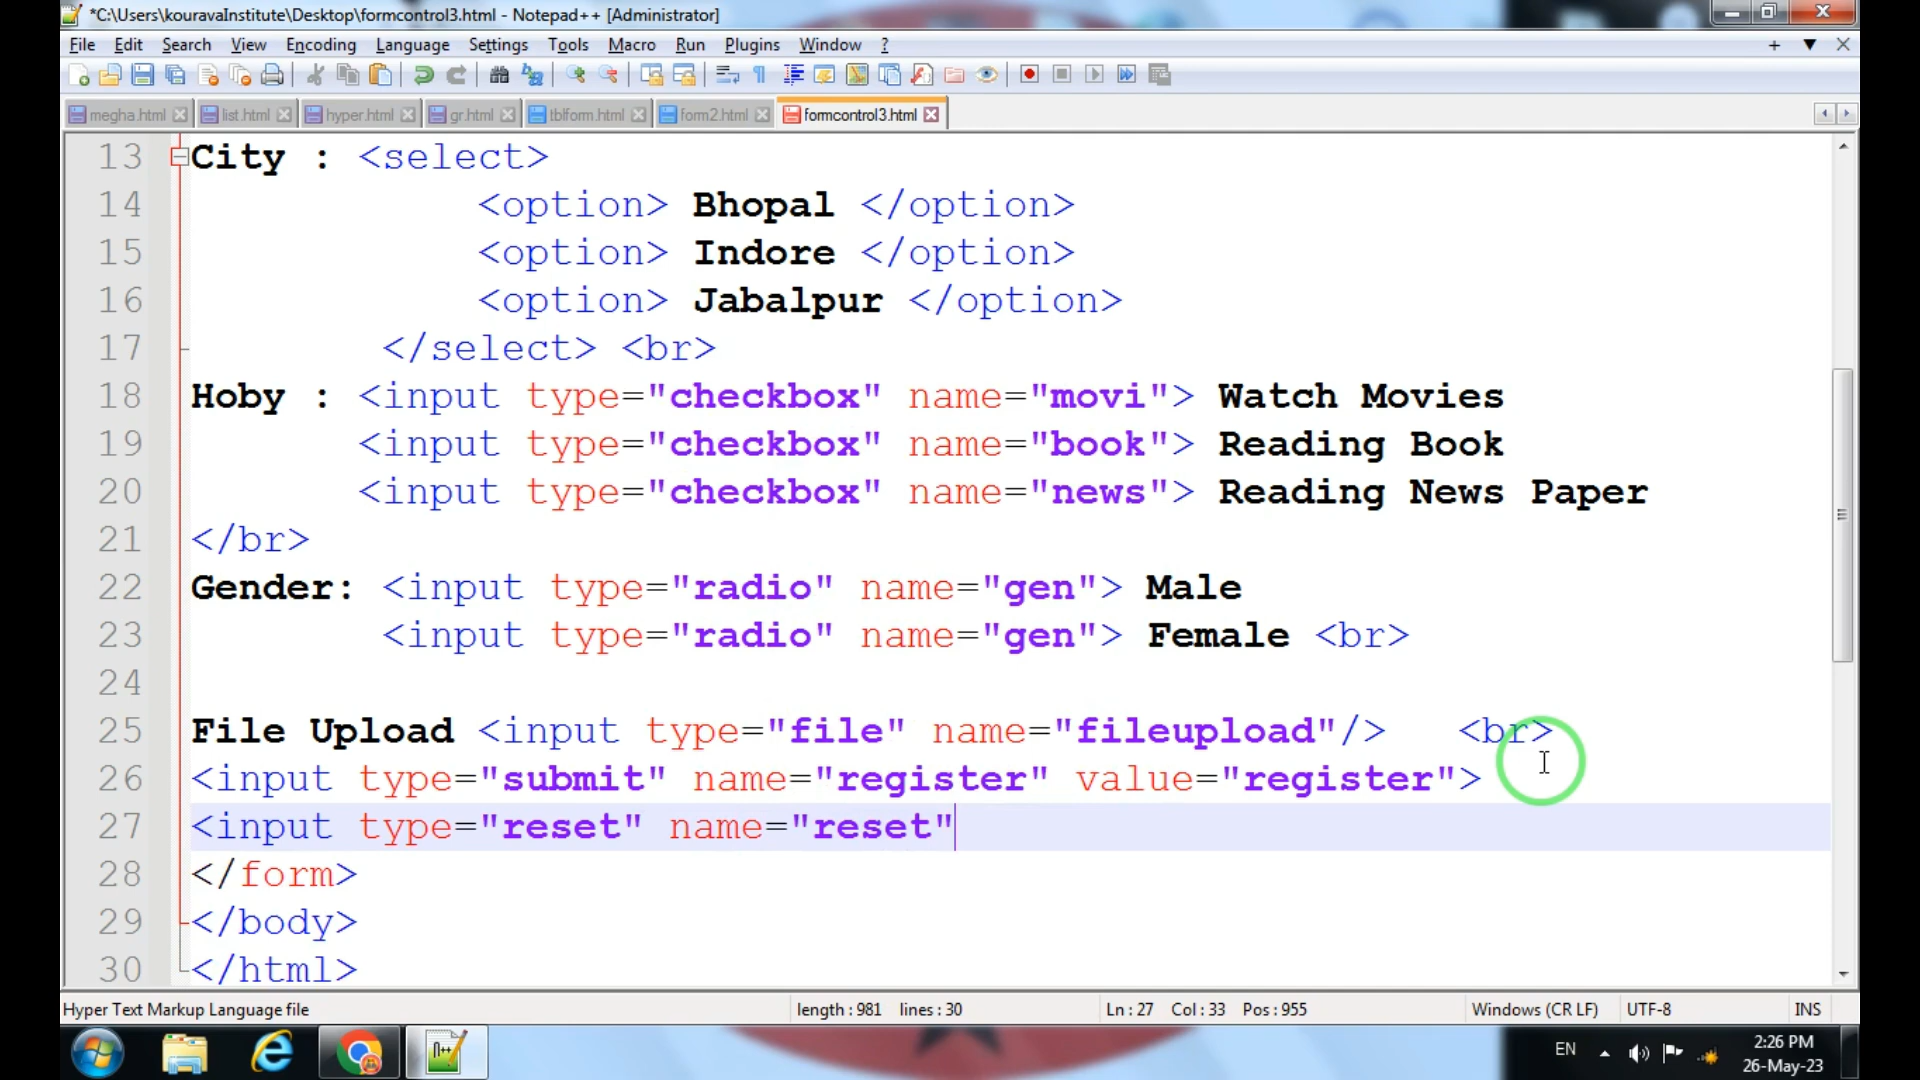 *C:\Users\kouravaInstitute\Desktop\formcontrol3.html - Notepad++ [Administrator]
File Edit Search View Encoding Language Settings Tools Macro Run Plugins Window ?
megha.html list.html hyper.html gr.html tblform.html form2.html formcontrol3.html
13 City : <select>
14 <option> Bhopal </option>
15 <option> Indore </option>
16 <option> Jabalpur </option>
17 </select> <br>
18 Hoby : <input type="checkbox" name="movi"> Watch Movies
19 <input type="checkbox" name="book"> Reading Book
20 <input type="checkbox" name="news"> Reading News Paper
21 </br>
22 Gender: <input type="radio" name="gen"> Male
23 <input type="radio" name="gen"> Female <br>
24
25 File Upload <input type="file" name="fileupload"/> <br>
26 <input type="submit" name="register" value="register">
27 <input type="reset" name="reset"
28 </form>
29 </body>
30 </html>
Hyper Text Markup Language file length : 981 lines : 30 Ln : 27 Col : 33 Pos : 955 Windows (CR LF) UTF-8 INS
EN 2:26 PM
26-May-23